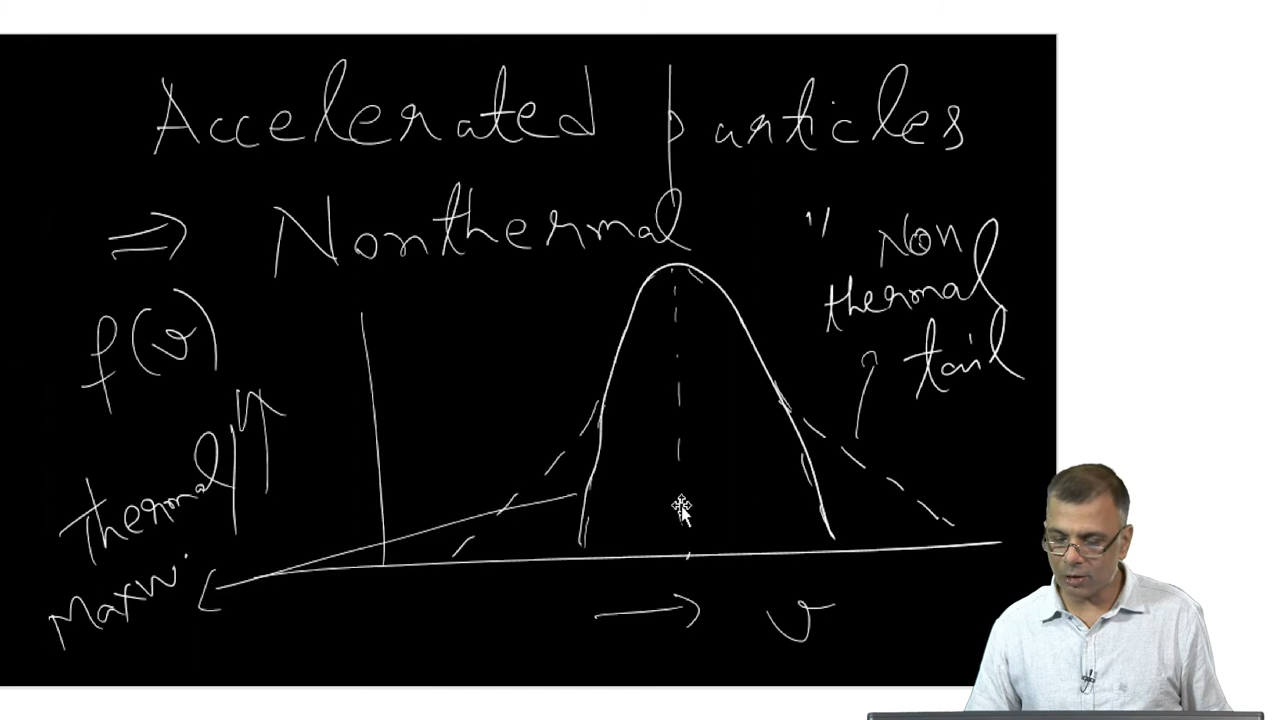 Accelerated particles
⇒ Nonthermal
" Non
thermal
tail
f(v)
Thermal/
Maxw.
→ v